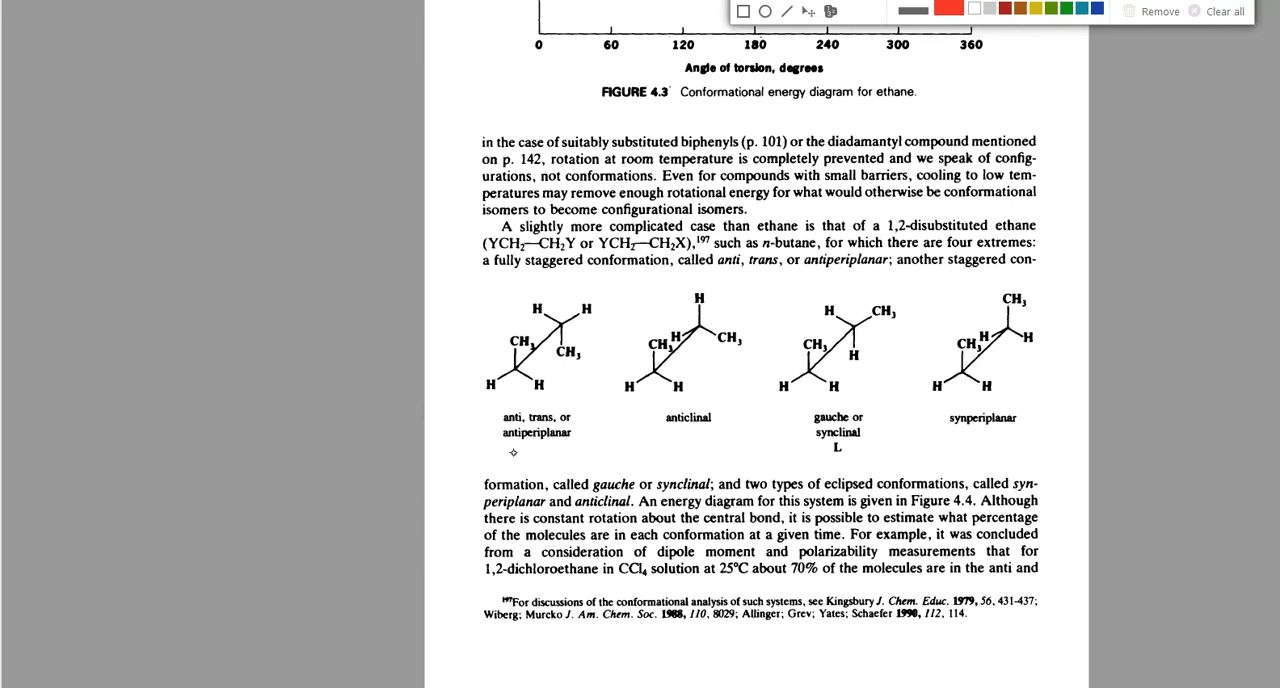 Remove Clear all
0 60 120 180 240 300 360
Angle of torsion, degrees
FIGURE 4.3 Conformational energy diagram for ethane.
in the case of suitably substituted biphenyls (p. 101) or the diadamantyl compound mentioned
on p. 142, rotation at room temperature is completely prevented and we speak of config-
urations, not conformations. Even for compounds with small barriers, cooling to low tem-
peratures may remove enough rotational energy for what would otherwise be conformational
isomers to become configurational isomers.
A slightly more complicated case than ethane is that of a 1,2-disubstituted ethane
(YCH₂—CH₂Y or YCH₂—CH₂X),¹⁹⁷ such as n-butane, for which there are four extremes:
a fully staggered conformation, called anti, trans, or antiperiplanar; another staggered con-
H H CH₃ CH₃ H H
H H CH₃ CH₃ H H
H CH₃ CH₃ H H H
CH₃ H H CH₃ H H
anti, trans, or
antiperiplanar
anticlinal
gauche or
synclinal
L
synperiplanar
formation, called gauche or synclinal; and two types of eclipsed conformations, called syn-
periplanar and anticlinal. An energy diagram for this system is given in Figure 4.4. Although
there is constant rotation about the central bond, it is possible to estimate what percentage
of the molecules are in each conformation at a given time. For example, it was concluded
from a consideration of dipole moment and polarizability measurements that for
1,2-dichloroethane in CCl₄ solution at 25°C about 70% of the molecules are in the anti and
¹⁹⁷For discussions of the conformational analysis of such systems, see Kingsbury J. Chem. Educ. 1979, 56, 431-437;
Wiberg; Murcko J. Am. Chem. Soc. 1988, 110, 8029; Allinger; Grev; Yates; Schaefer 1990, 112, 114.